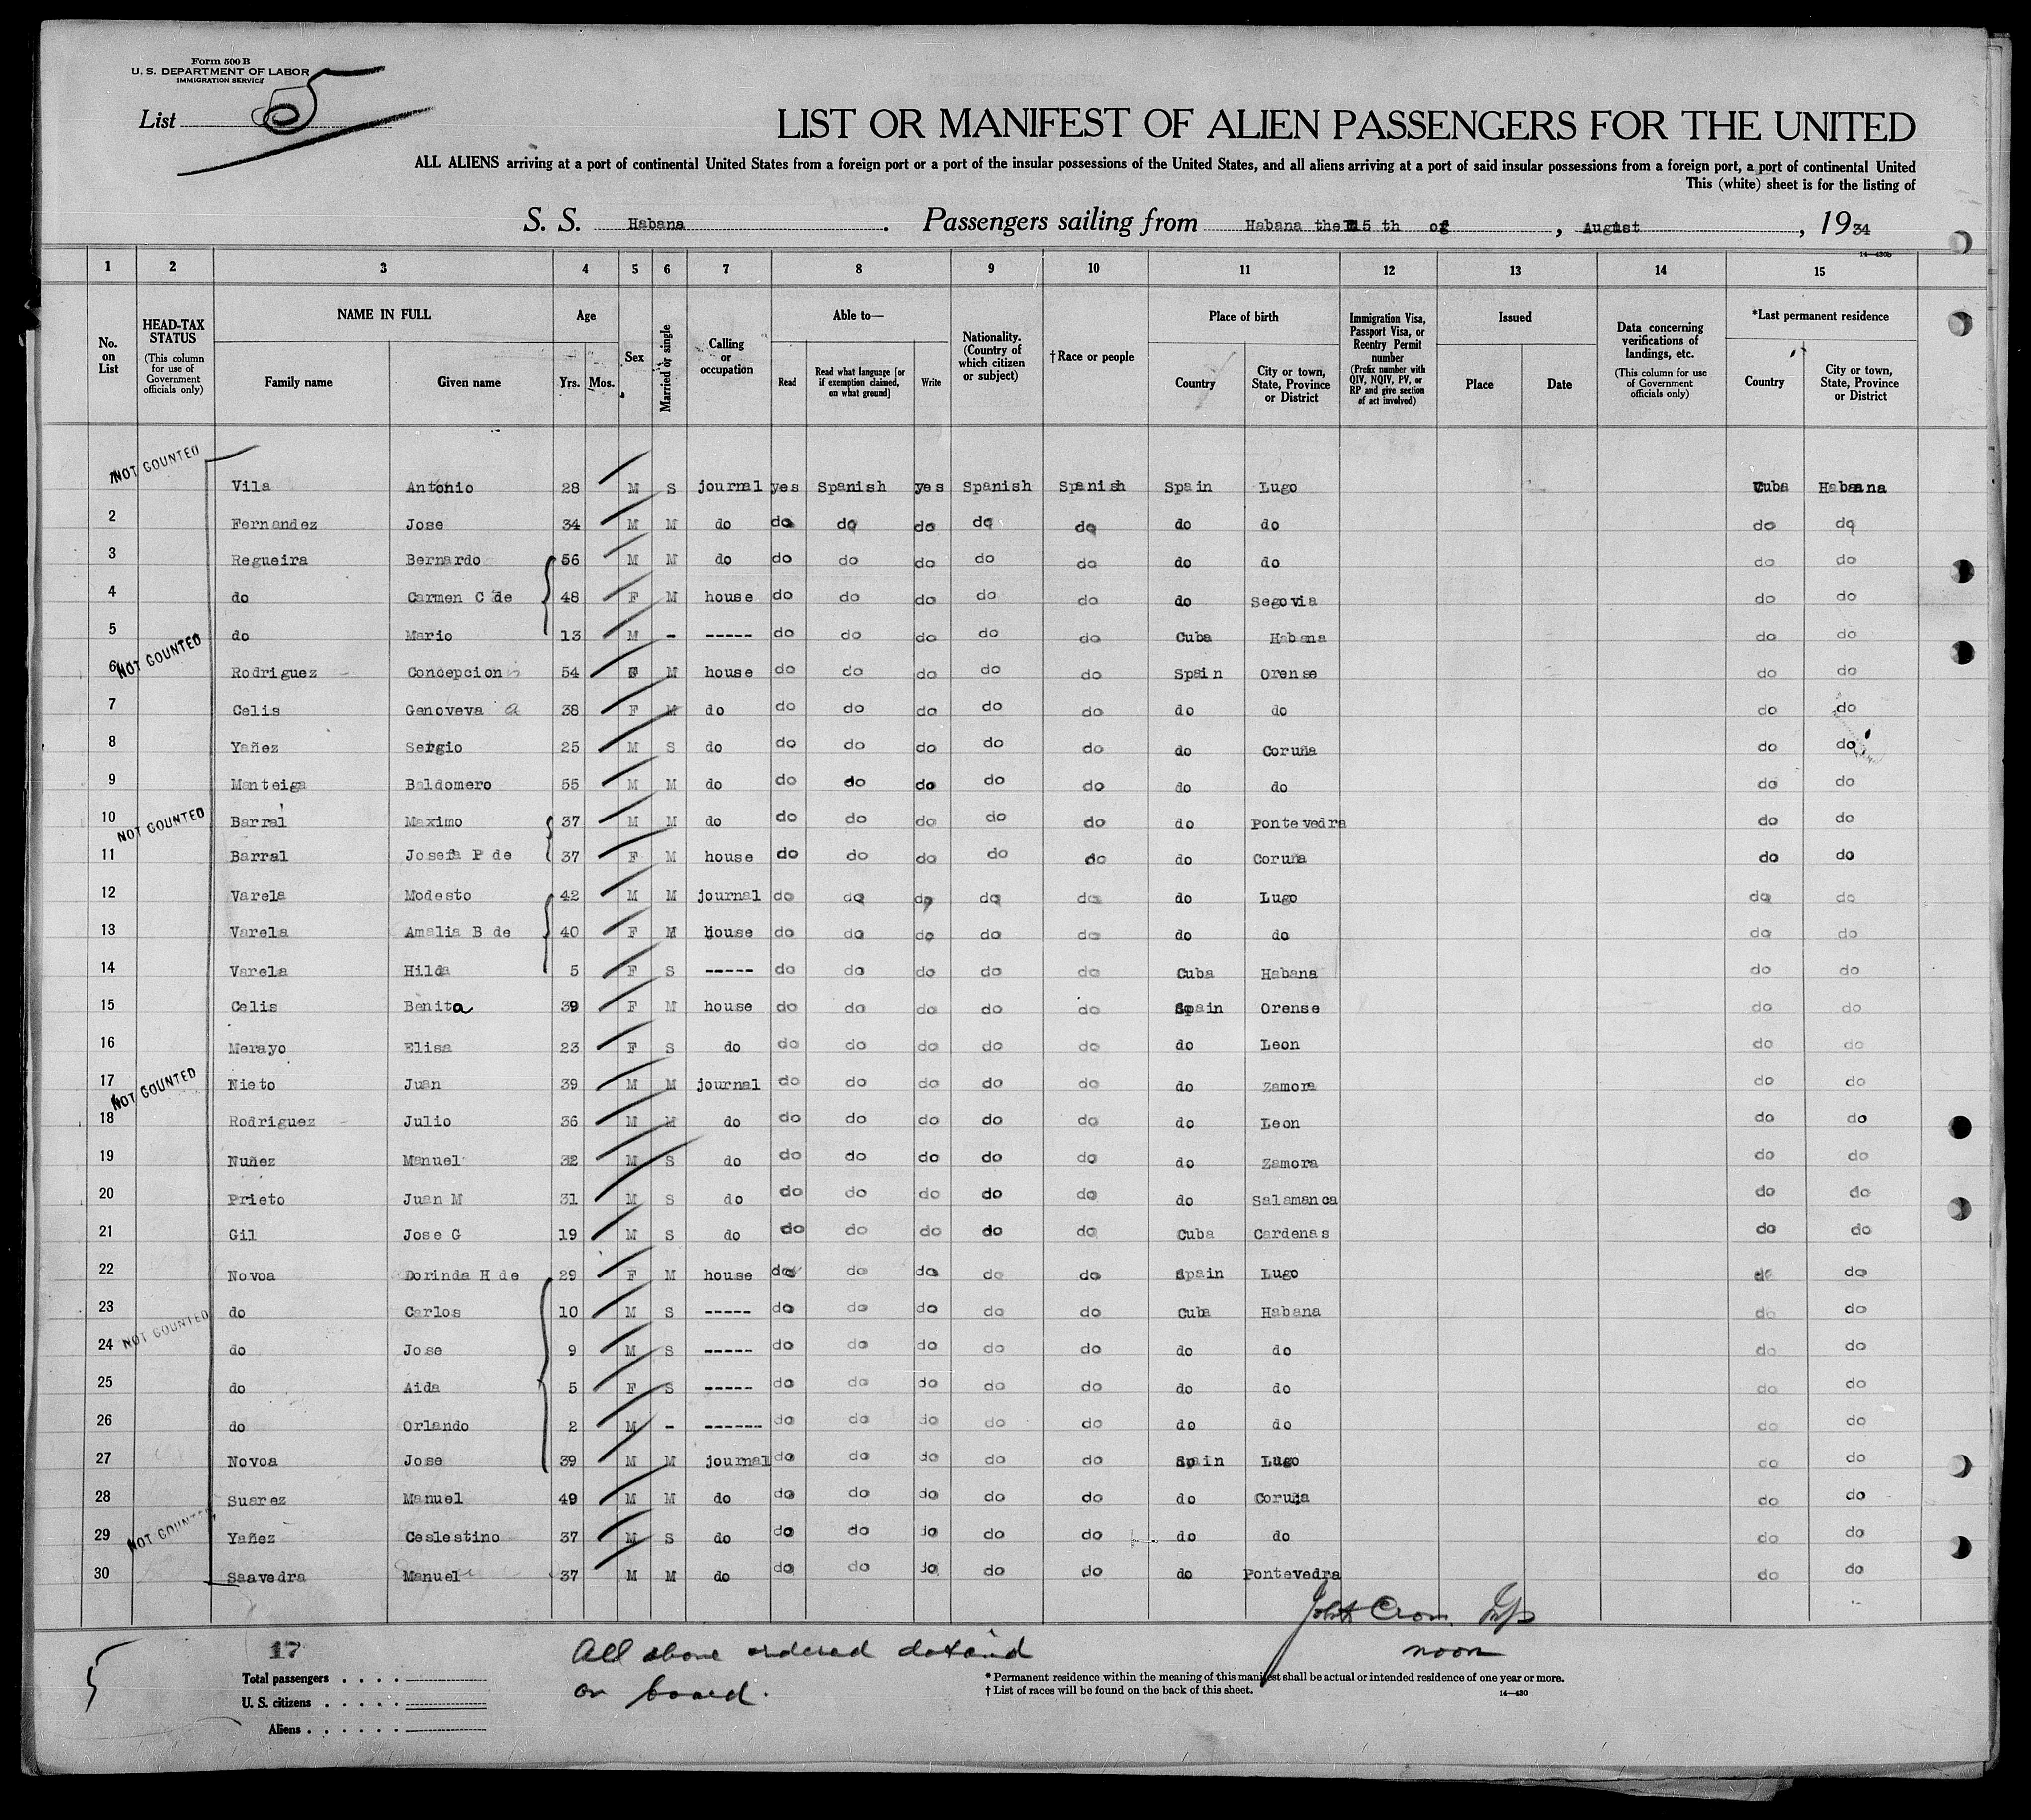 Form 500 B
U. S. DEPARTMENT OF LABOR
IMMIGRATION SERVICE
List 5
LIST OR MANIFEST OF ALIEN PASSENGERS FOR THE UNITED
ALL ALIENS arriving at a port of continental United States from a foreign port or a port of the insular possessions of the United States, and all aliens arriving at a port of said insular possessions from a foreign port, a port of continental United
This (white) sheet is for the listing of
S. S. Habana . Passengers sailing from Habana the 15 th of , August , 19 34
14—430b
1 2 3 4 5 6 7 8 9 10 11 12 13 14 15
No. on List
HEAD-TAX STATUS (This column for use of Government officials only)
NAME IN FULL
Family name Given name
Age
Yrs. Mos.
Sex
Married or single
Calling or occupation
Able to—
Read
Read what language [or if exemption claimed, on what ground]
Write
Nationality. (Country of which citizen or subject)
† Race or people
Place of birth
Country
City or town, State, Province or District
Immigration Visa, Passport Visa, or Reentry Permit number (Prefix number with QIV, NQIV, PV, or RP and give section of act involved)
Issued
Place Date
Data concerning verifications of landings, etc. (This column for use of Government officials only)
*Last permanent residence
Country
City or town, State, Province or District
NOT COUNTED
Vila Antonio 28 M S journal yes Spanish yes Spanish Spanish Spain Lugo Cuba Habana
2 Fernandez Jose 34 M M do do do do do do do do do do
3 Regueira Bernardo 56 M M do do do do do do do do do do
4 do Carmen C de 48 F M house do do do do do do Segovia do do
5 do Mario 13 M - ----- do do do do do Cuba Habana do do
NOT COUNTED
6 Rodriguez Concepcion 54 F M house do do do do do Spain Orense do do
7 Celis Genoveva a 38 F M do do do do do do do do do do
8 Yañez Sergio 25 M S do do do do do do do Coruña do do
9 Manteiga Baldomero 55 M M do do do do do do do do do do
10 Barral Maximo 37 M M do do do do do do do Pontevedra do do
NOT COUNTED
11 Barral Josefa P de 37 F M house do do do do do do Coruña do do
12 Varela Modesto 42 M M journal do do do do do do Lugo do do
13 Varela Amalia B de 40 F M house do do do do do do do do do
14 Varela Hilda 5 F S ----- do do do do do Cuba Habana do do
15 Celis Benita 39 F M house do do do do do Spain Orense do do
16 Merayo Elisa 23 F S do do do do do do do Leon do do
17 Nieto Juan 39 M M journal do do do do do do Zamora do do
NOT COUNTED
18 Rodriguez Julio 36 M M do do do do do do do Leon do do
19 Nuñez Manuel 32 M S do do do do do do do Zamora do do
20 Prieto Juan M 31 M S do do do do do do do Salamanca do do
21 Gil Jose G 19 M S do do do do do do Cuba Cardenas do do
22 Novoa Dorinda H de 29 F M house do do do do do Spain Lugo do do
23 do Carlos 10 M S ----- do do do do do Cuba Habana do do
NOT COUNTED
24 do Jose 9 M S ----- do do do do do do do do do
25 do Aida 5 F S ----- do do do do do do do do do
26 do Orlando 2 M - ------ do do do do do do do do do
27 Novoa Jose 39 M M journal do do do do do Spain Lugo do do
28 Suarez Manuel 49 M M do do do do do do do Coruña do do
NOT COUNTED
29 Yañez Ceslestino 37 M S do do do do do do do do do do
30 Saavedra Manuel 37 M M do do do do do do do Pontevedra do do
17
5
All above ordered detaind
on board.
noon
Total passengers
U. S. citizens
Aliens
* Permanent residence within the meaning of this manifest shall be actual or intended residence of one year or more.
† List of races will be found on the back of this sheet.
14—430